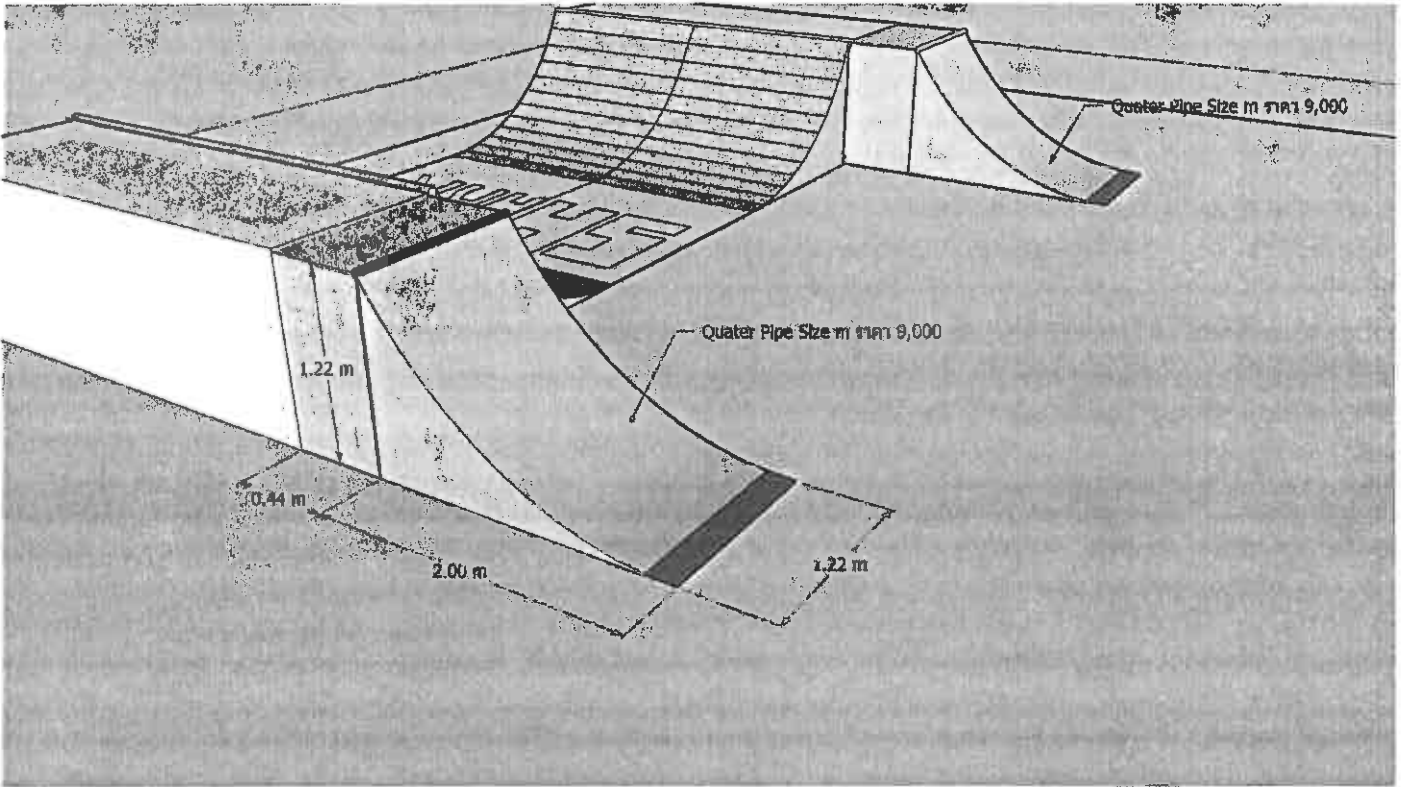 Quater Pipe Size m ราคา 9,000
Quater Pipe Size m ราคา 9,000
1.22 m
0.44 m
2.00 m
1.22 m